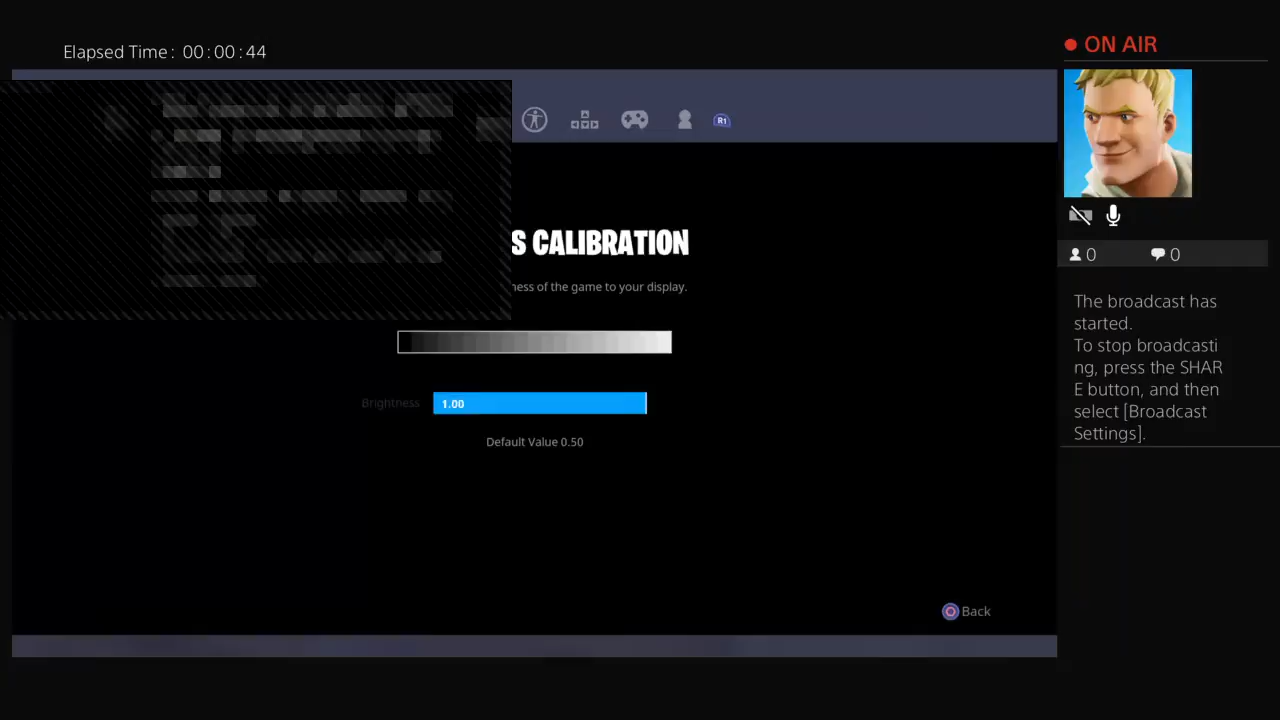 Elapsed Time: 00:00:44
ON AIR
R1
S CALIBRATION
ness of the game to your display.
Brightness 1.00
Default Value 0.50
Back
0 0
The broadcast has
started.
To stop broadcasti
ng, press the SHAR
E button, and then
select [Broadcast
Settings].